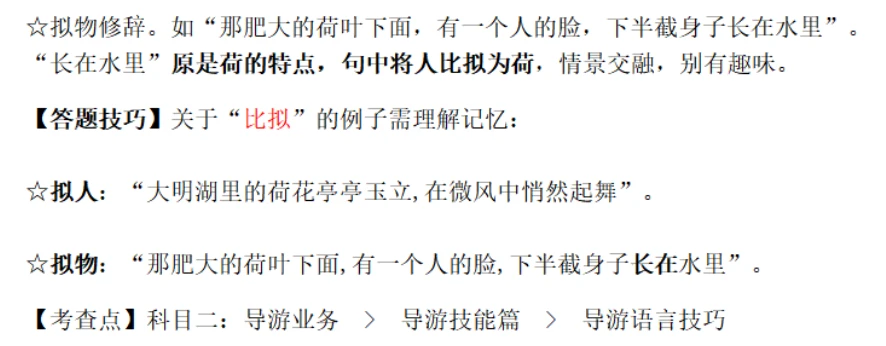 ☆拟物修辞。如“那肥大的荷叶下面，有一个人的脸，下半截身子长在水里”。
“长在水里”原是荷的特点，句中将人比拟为荷，情景交融，别有趣味。
【答题技巧】关于“比拟”的例子需理解记忆：
☆拟人：“大明湖里的荷花亭亭玉立,在微风中悄然起舞”。
☆拟物：“那肥大的荷叶下面,有一个人的脸,下半截身子长在水里”。
【考查点】科目二：导游业务 > 导游技能篇 > 导游语言技巧